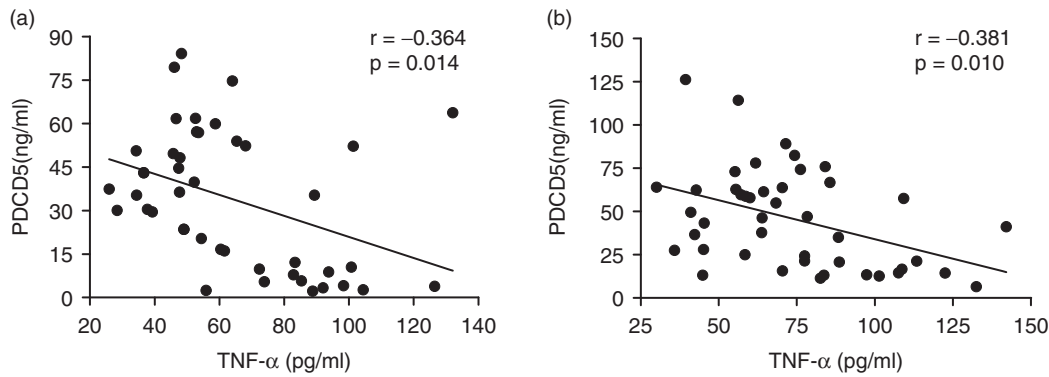 (a)
r = –0.364
p = 0.014
PDCD5(ng/ml)
90
75
60
45
30
15
0
20 40 60 80 100 120 140
TNF-α (pg/ml)
(b)
r = –0.381
p = 0.010
PDCD5(ng/ml)
150
125
100
75
50
25
0
25 50 75 100 125 150
TNF-α (pg/ml)